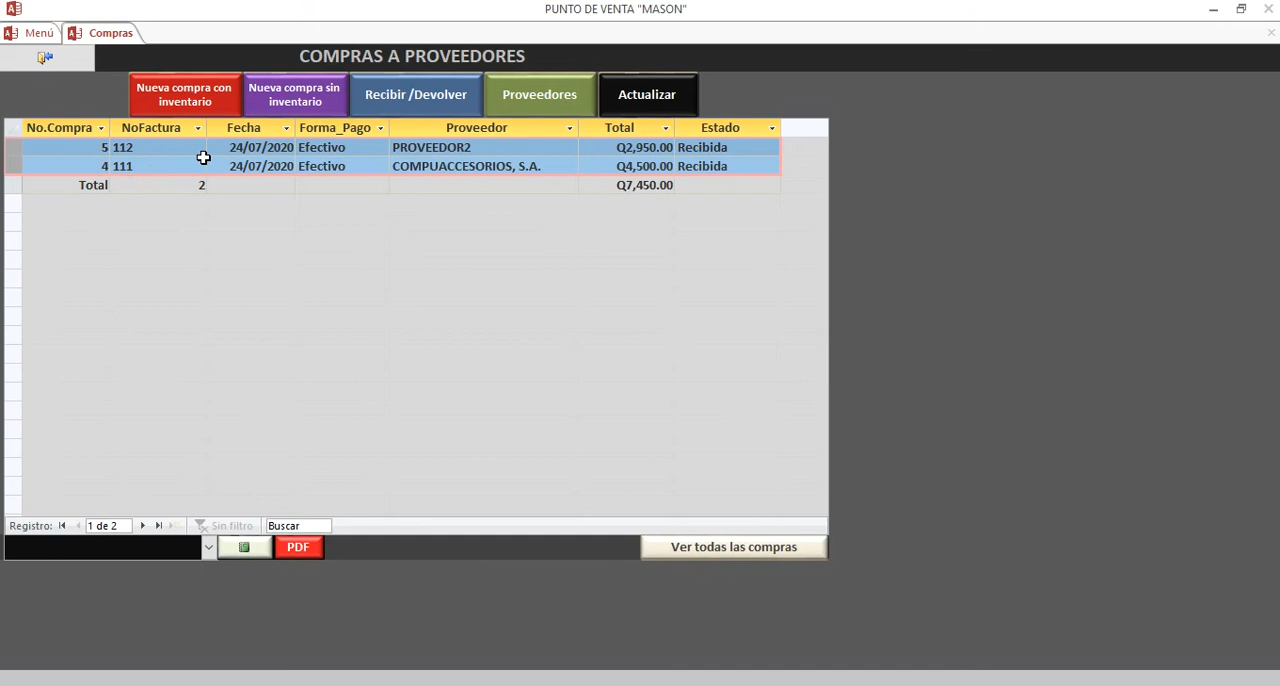 PUNTO DE VENTA "MASON"
Menú Compras
COMPRAS A PROVEEDORES
Nueva compra con inventario Nueva compra sin inventario Recibir /Devolver Proveedores Actualizar
No.Compra NoFactura Fecha Forma_Pago Proveedor Total Estado
5 112 24/07/2020 Efectivo PROVEEDOR2 Q2,950.00 Recibida
4 111 24/07/2020 Efectivo COMPUACCESORIOS, S.A. Q4,500.00 Recibida
Total 2 Q7,450.00
Registro: 1 de 2 Sin filtro Buscar
PDF Ver todas las compras